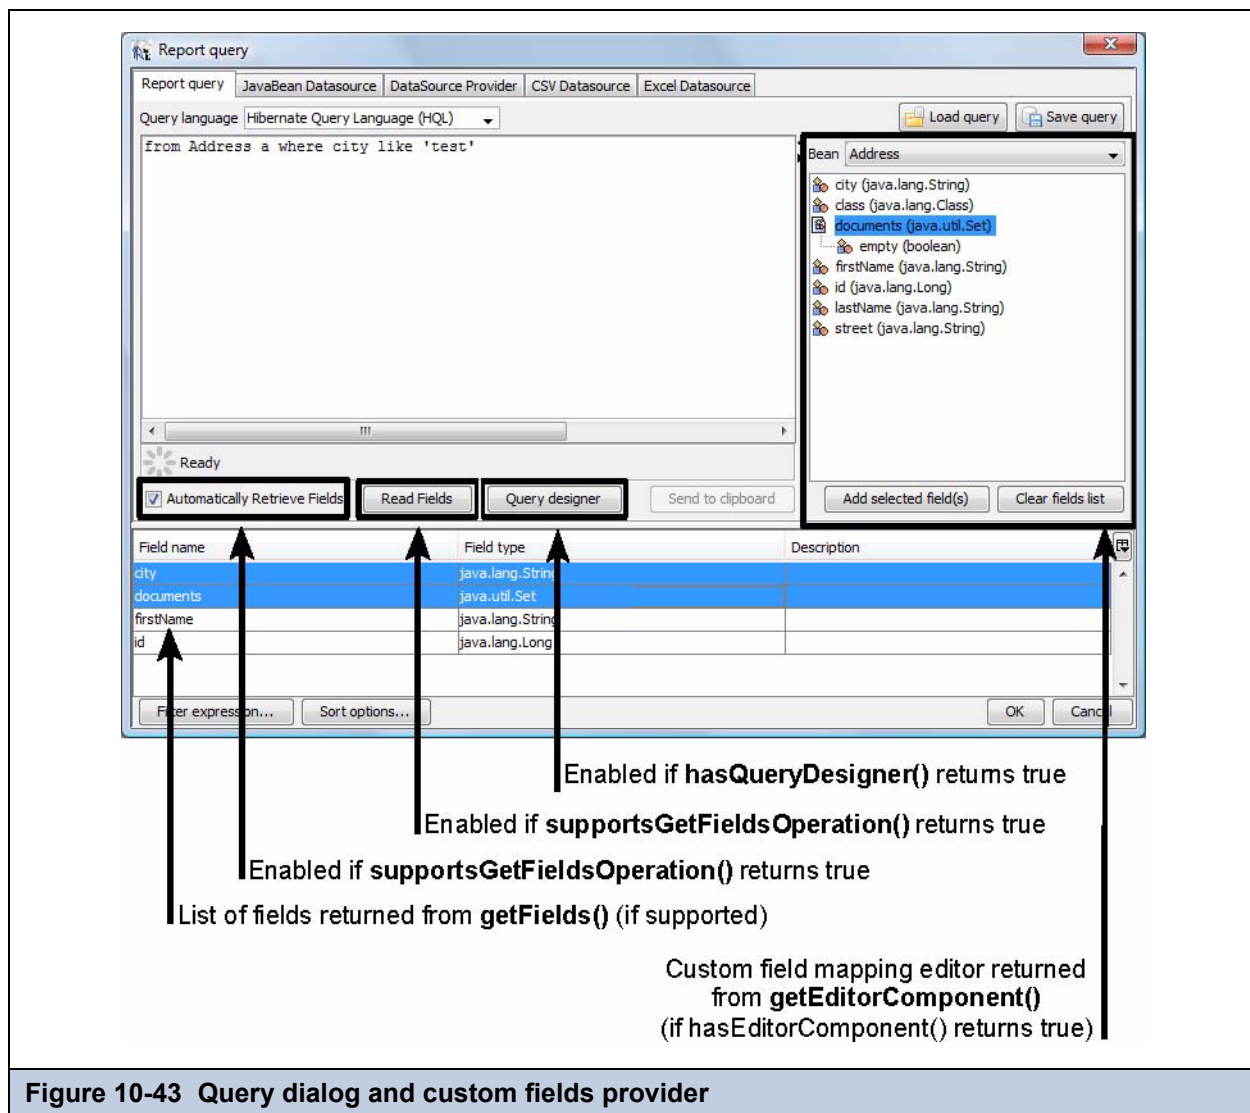 Report query
Report query JavaBean Datasource DataSource Provider CSV Datasource Excel Datasource
Query language Hibernate Query Language (HQL) Load query Save query
from Address a where city like 'test'
Bean Address
city (java.lang.String)
class (java.lang.Class)
documents (java.util.Set)
empty (boolean)
firstName (java.lang.String)
id (java.lang.Long)
lastName (java.lang.String)
street (java.lang.String)
Ready
Automatically Retrieve Fields Read Fields Query designer Send to clipboard Add selected field(s) Clear fields list
Field name Field type Description
city java.lang.String
documents java.util.Set
firstName java.lang.String
id java.lang.Long
Filter expression... Sort options... OK Cancel
Enabled if hasQueryDesigner() returns true
Enabled if supportsGetFieldsOperation() returns true
Enabled if supportsGetFieldsOperation() returns true
List of fields returned from getFields() (if supported)
Custom field mapping editor returned
from getEditorComponent()
(if hasEditorComponent() returns true)
Figure 10-43 Query dialog and custom fields provider